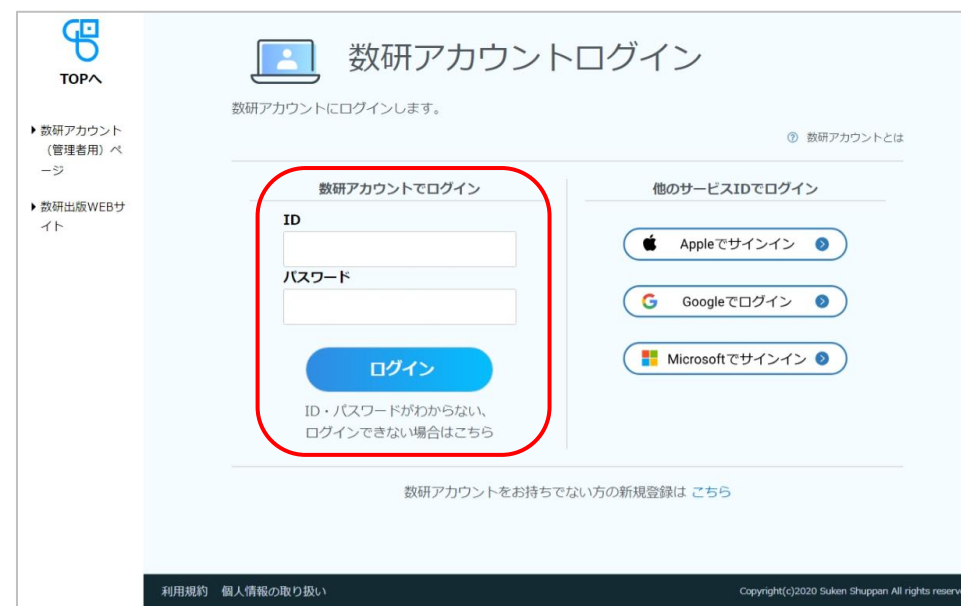 TOPへ
数研アカウント
（管理者用）ペ
ージ
数研出版WEBサ
イト
数研アカウントログイン
数研アカウントにログインします。
? 数研アカウントとは
数研アカウントでログイン
ID
パスワード
ログイン
ID・パスワードがわからない、
ログインできない場合はこちら
他のサービスIDでログイン
Appleでサインイン
Googleでログイン
Microsoftでサインイン
数研アカウントをお持ちでない方の新規登録は こちら
利用規約 個人情報の取り扱い
Copyright(c)2020 Suken Shuppan All rights reserv